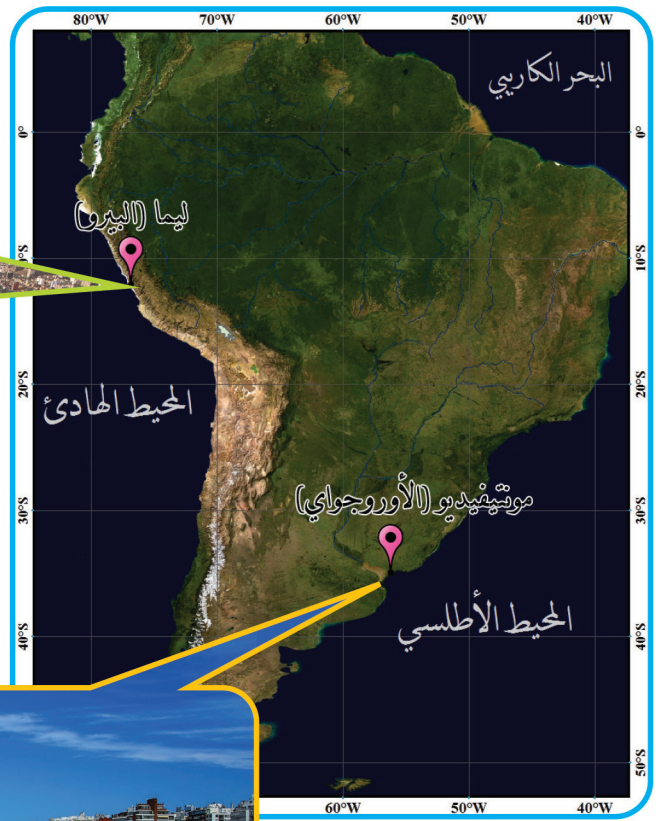 80°W 70°W 60°W 50°W 40°W
البحر الكاريبي
0° 0°
ليما (البيرو)
10°S 10°S
20°S 20°S
المحيط الهادئ
30°S 30°S
مونتيفيديو (الأوروجواي)
المحيط الأطلسي
40°S 40°S
50°S
60°W 50°W 40°W